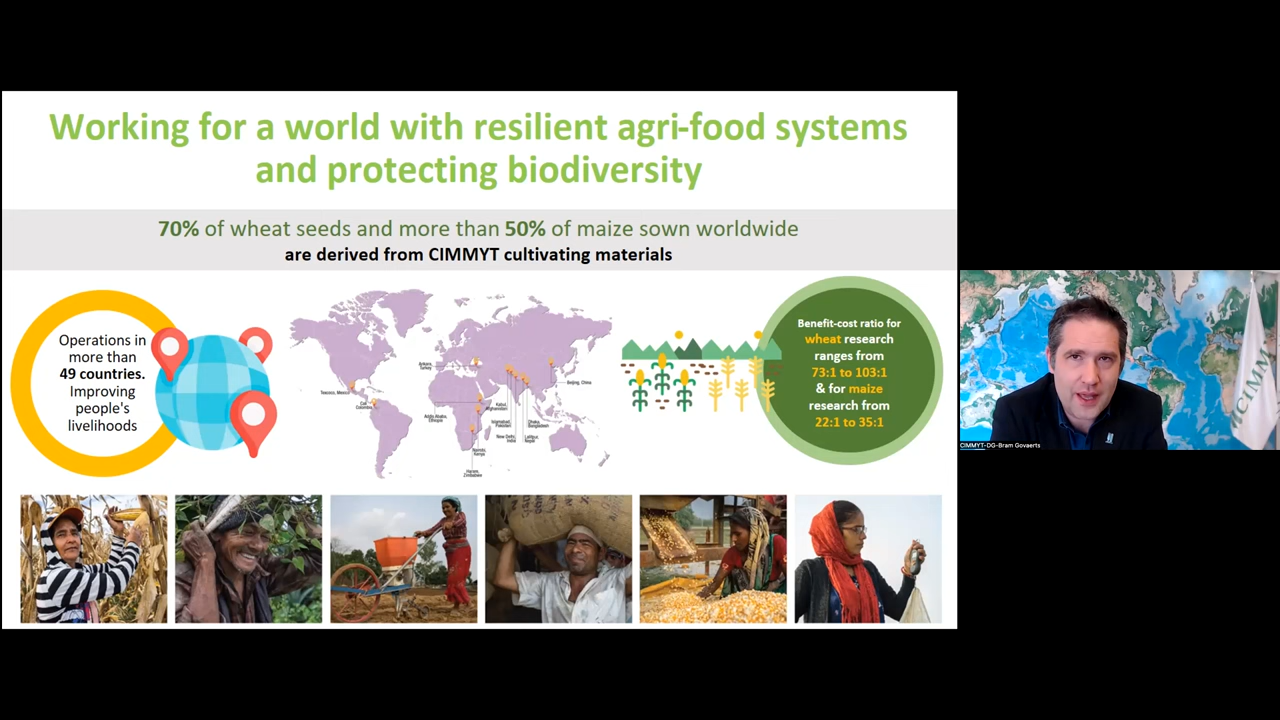 Working for a world with resilient agri-food systems
and protecting biodiversity
70% of wheat seeds and more than 50% of maize sown worldwide
are derived from CIMMYT cultivating materials
Operations in
more than
49 countries.
Improving
people's
livelihoods
Ankara,
Turkey
Texcoco, Mexico
Cali,
Colombia
Beijing, China
Addis Ababa,
Ethiopia
Kabul,
Afghanistan
Islamabad,
Pakistan
Dhaka,
Bangladesh
New Delhi,
India
Lalitpur,
Nepal
Nairobi,
Kenya
Harare,
Zimbabwe
Benefit-cost ratio for
wheat research
ranges from
73:1 to 103:1
& for maize
research from
22:1 to 35:1
CIMM
CIMMYT-DG-Bram Govaerts